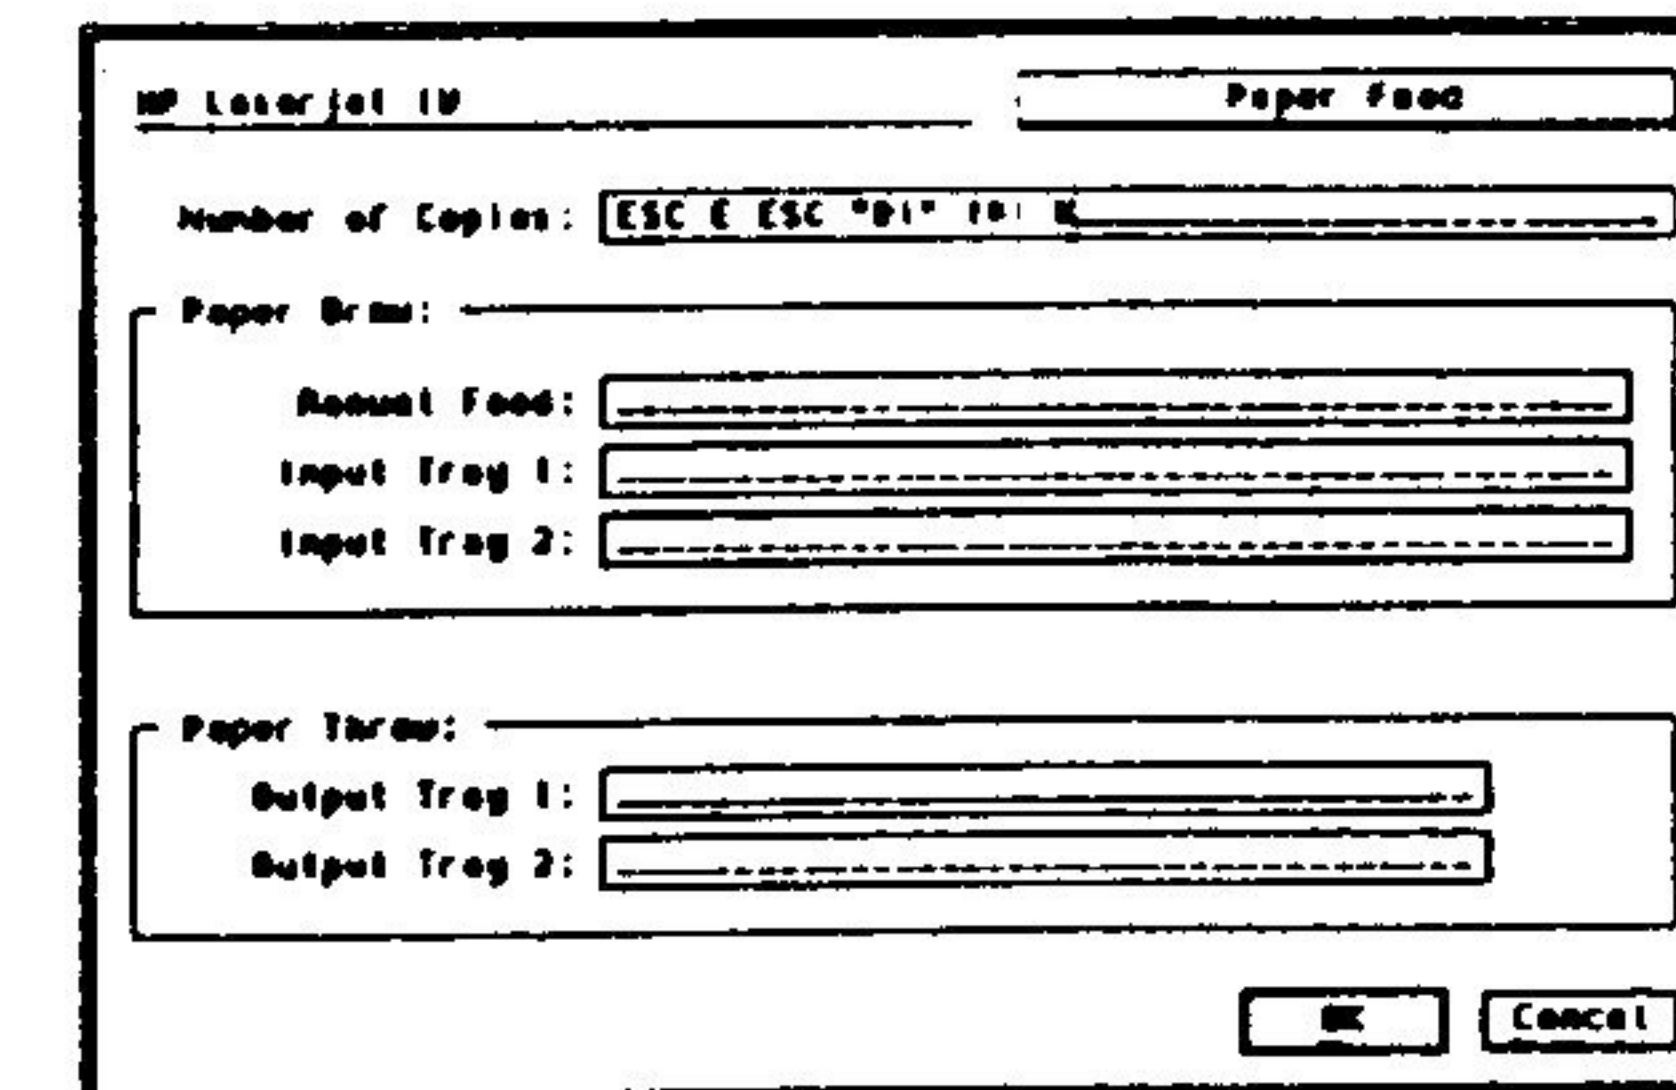 HP Laserjet IV
Paper Feed
Number of Copies: ESC E ESC
Paper Draw:
Manual Feed:
Input Tray 1:
Input Tray 2:
Paper Throw:
Output Tray 1:
Output Tray 2:
OK
Cancel